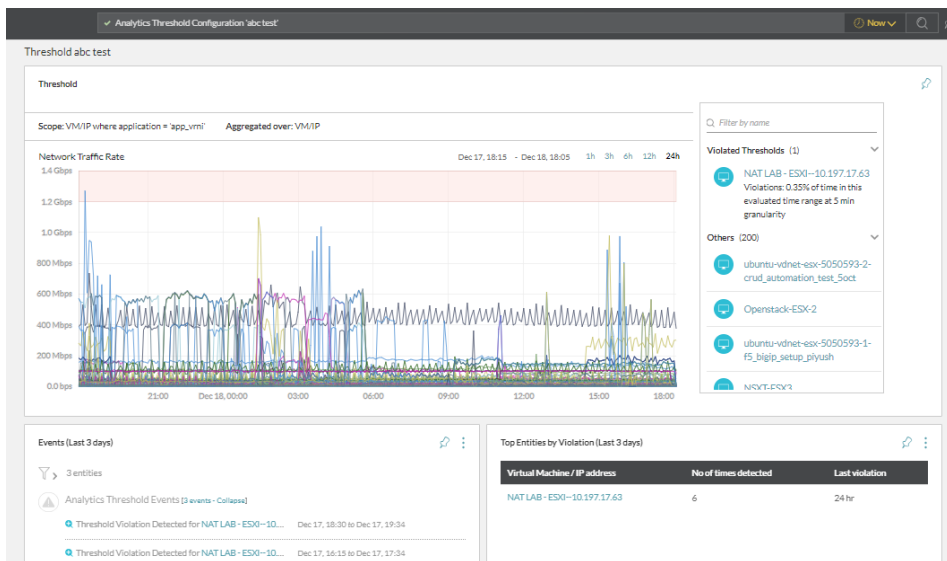 Analytics Threshold Configuration 'abc test'
Now
Threshold abc test
Threshold
Scope: VM/IP where application = 'app_vrni' Aggregated over: VM/IP
Network Traffic Rate
Dec 17, 18:15 - Dec 18, 18:05 1h 3h 6h 12h 24h
1.4 Gbps
1.2 Gbps
1.0 Gbps
800 Mbps
600 Mbps
400 Mbps
200 Mbps
0.0 bps
21:00 Dec 18, 00:00 03:00 06:00 09:00 12:00 15:00 18:00
Filter by name
Violated Thresholds (1)
NAT LAB - ESXI--10.197.17.63
Violations: 0.35% of time in this
evaluated time range at 5 min
granularity
Others (200)
ubuntu-vdnet-esx-5050593-2-
crud_automation_test_5oct
Openstack-ESX-2
ubuntu-vdnet-esx-5050593-1-
f5_bigip_setup_piyush
NSXT-ESX3
Events (Last 3 days)
3 entities
Analytics Threshold Events [3 events - Collapse]
Threshold Violation Detected for NAT LAB - ESXI--10.... Dec 17, 18:30 to Dec 17, 19:34
Threshold Violation Detected for NAT LAB - ESXI--10.... Dec 17, 16:15 to Dec 17, 17:34
Top Entities by Violation (Last 3 days)
Virtual Machine / IP address No of times detected Last violation
NAT LAB - ESXI--10.197.17.63 6 24 hr